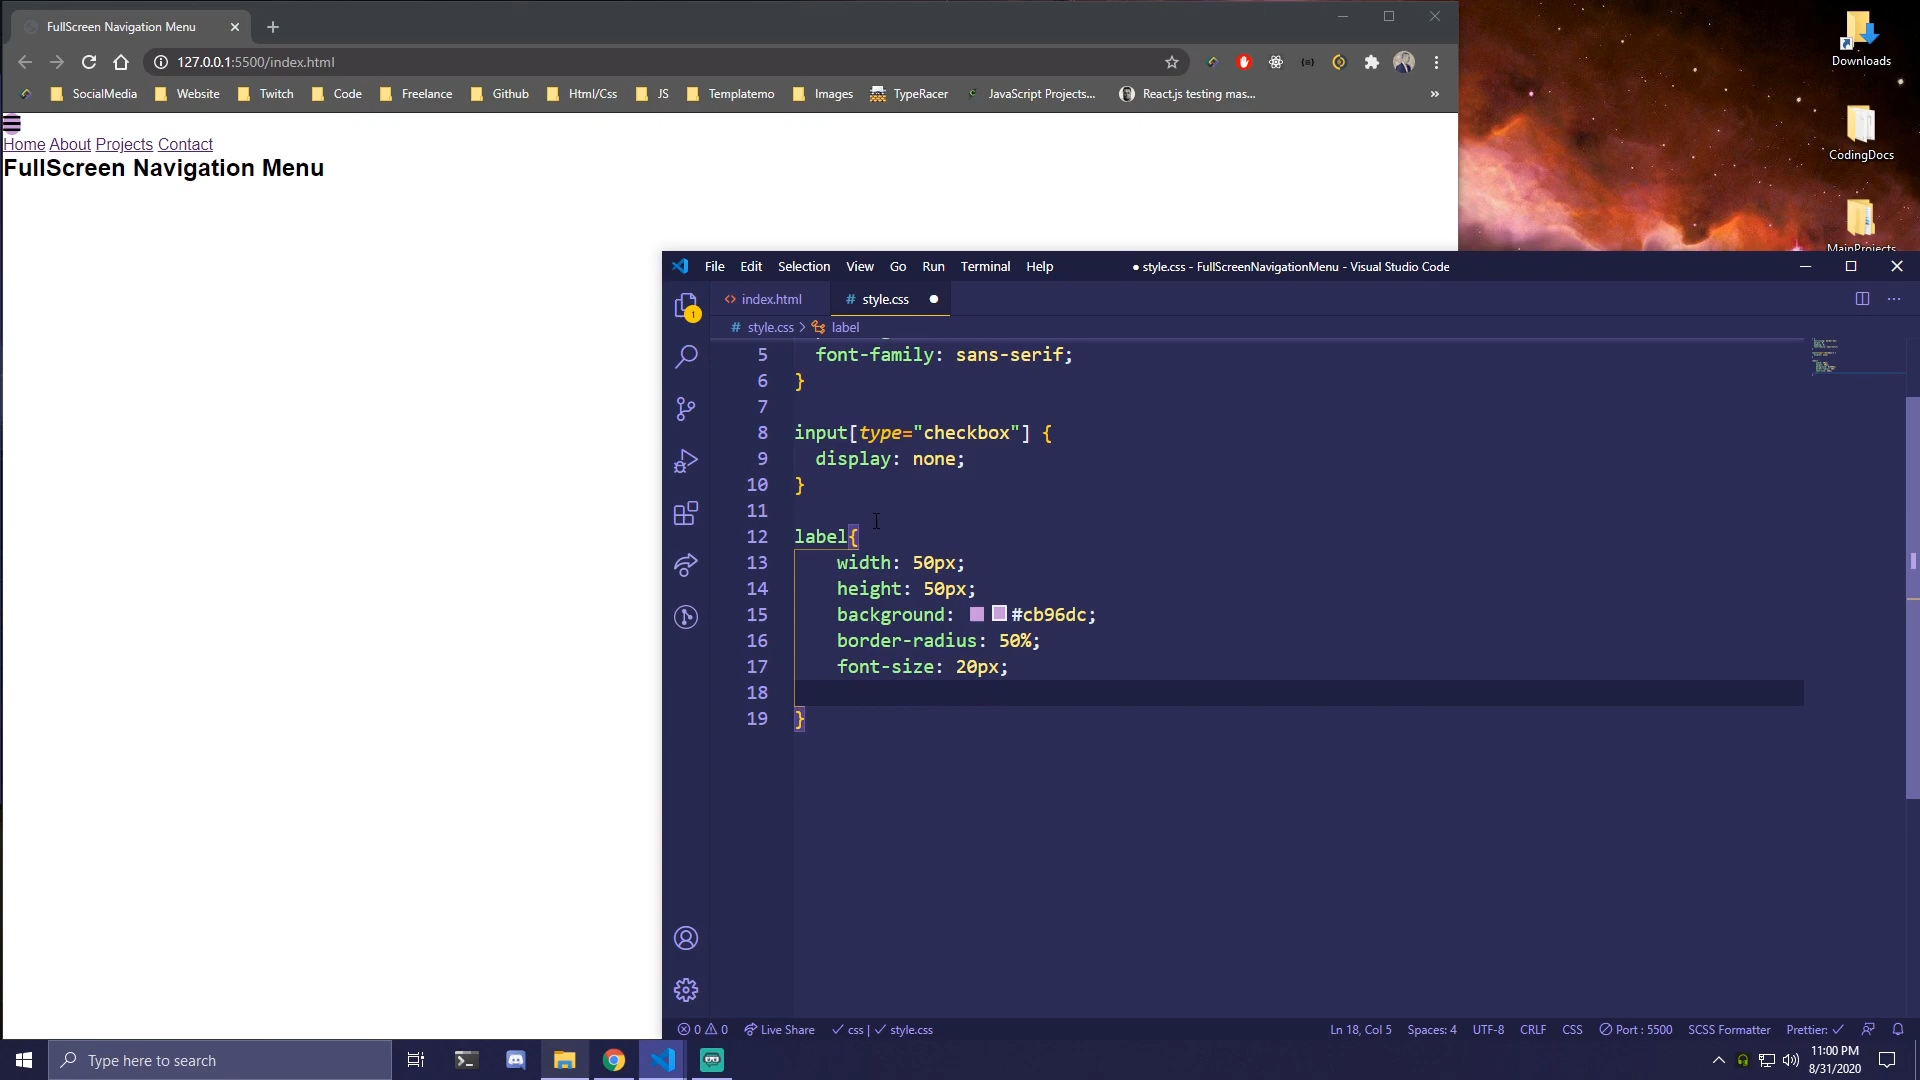 FullScreen Navigation Menu
127.0.0.1:5500/index.html
SocialMedia Website Twitch Code Freelance Github Html/Css JS Templatemo Images TypeRacer JavaScript Projects... React.js testing mas... »
Home About Projects Contact
FullScreen Navigation Menu
Downloads
CodingDocs
MainProjects
File Edit Selection View Go Run Terminal Help
● style.css - FullScreenNavigationMenu - Visual Studio Code
<> index.html
# style.css
# style.css > label
1
5 font-family: sans-serif;
6 }
7
8 input[type="checkbox"] {
9 display: none;
10 }
11
12 label{
13 width: 50px;
14 height: 50px;
15 background: #cb96dc;
16 border-radius: 50%;
17 font-size: 20px;
18
19 }
0 0 Live Share ✓ css | ✓ style.css
Ln 18, Col 5 Spaces: 4 UTF-8 CRLF CSS Port : 5500 SCSS Formatter Prettier: ✓
Type here to search
11:00 PM
8/31/2020